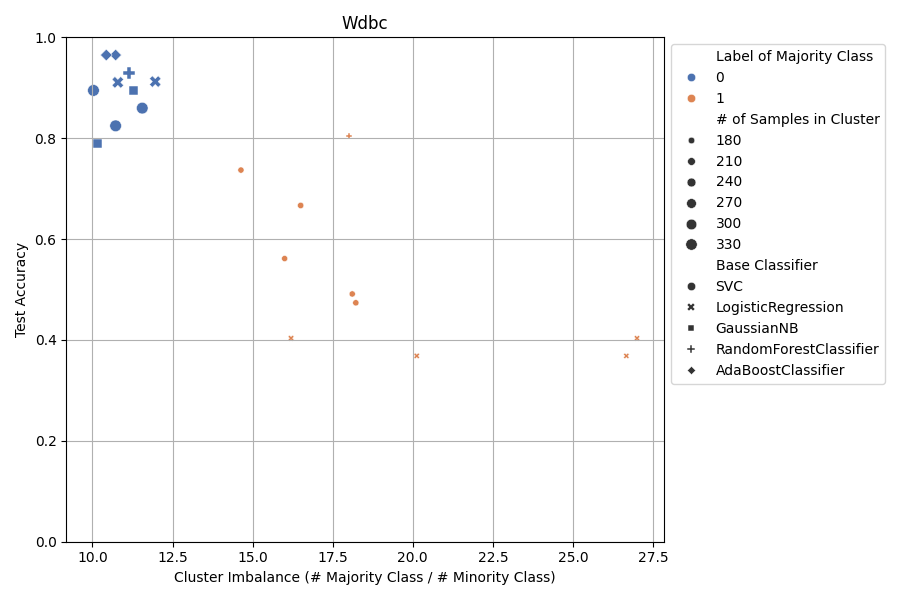 Wdbc
1.0
0.8
0.6
0.4
0.2
0.0
Test Accuracy
10.0 12.5 15.0 17.5 20.0 22.5 25.0 27.5
Cluster Imbalance (# Majority Class / # Minority Class)
Label of Majority Class
0
1
# of Samples in Cluster
180
210
240
270
300
330
Base Classifier
SVC
LogisticRegression
GaussianNB
RandomForestClassifier
AdaBoostClassifier